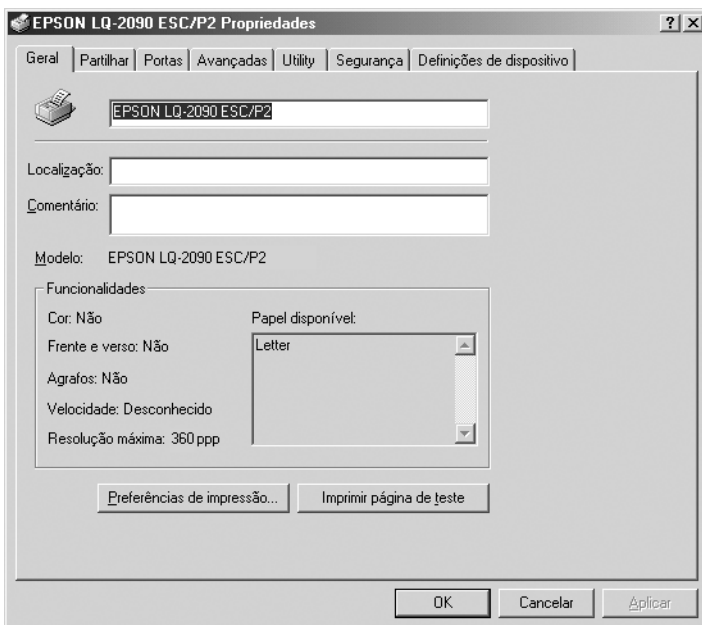 EPSON LQ-2090 ESC/P2 Propriedades
Geral Partilhar Portas Avançadas Utility Segurança Definições de dispositivo
EPSON LQ-2090 ESC/P2
Localização:
Comentário:
Modelo: EPSON LQ-2090 ESC/P2
Funcionalidades
Cor: Não Papel disponível:
Frente e verso: Não Letter
Agrafos: Não
Velocidade: Desconhecido
Resolução máxima: 360 ppp
Preferências de impressão... Imprimir página de teste
OK Cancelar Aplicar